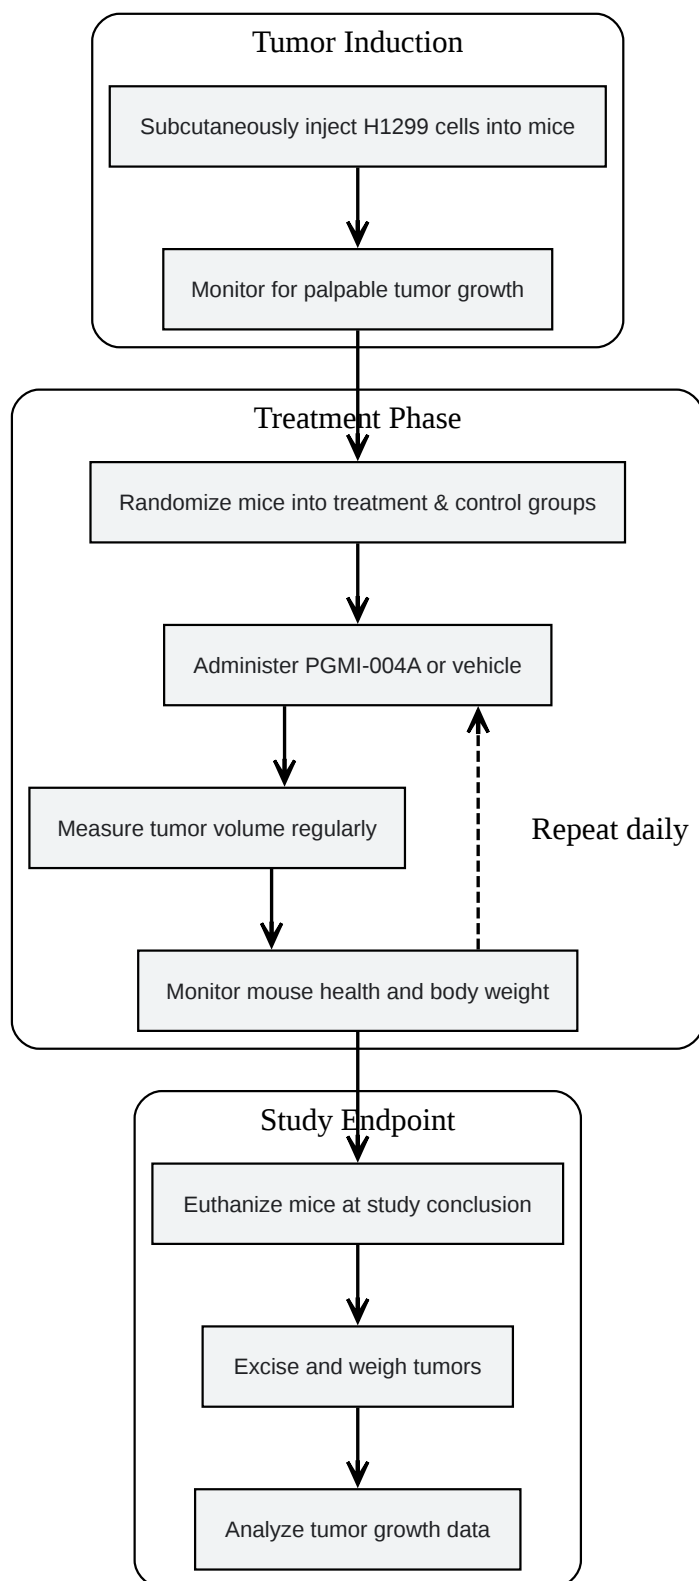 Tumor Induction
Subcutaneously inject H1299 cells into mice
Monitor for palpable tumor growth
Treatment Phase
Randomize mice into treatment & control groups
Administer PGMI-004A or vehicle
Measure tumor volume regularly
Repeat daily
Monitor mouse health and body weight
Study Endpoint
Euthanize mice at study conclusion
Excise and weigh tumors
Analyze tumor growth data